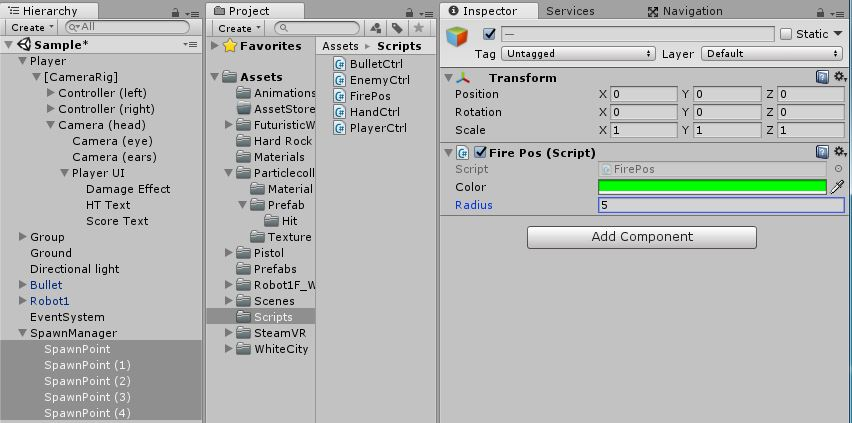 Hierarchy
Create
All
Sample*
Player
[CameraRig]
Controller (left)
Controller (right)
Camera (head)
Camera (eye)
Camera (ears)
Player UI
Damage Effect
HT Text
Score Text
Group
Ground
Directional light
Bullet
Robot1
EventSystem
SpawnManager
SpawnPoint
SpawnPoint (1)
SpawnPoint (2)
SpawnPoint (3)
SpawnPoint (4)
Project
Create
Favorites
Assets
Animations
AssetStore
FuturisticW
Hard Rock
Materials
Particlecoll
Material
Prefab
Hit
Texture
Pistol
Prefabs
Robot1F_W
Scenes
Scripts
SteamVR
WhiteCity
Assets Scripts
BulletCtrl
EnemyCtrl
FirePos
HandCtrl
PlayerCtrl
Inspector Services Navigation
— Static
Tag Untagged Layer Default
Transform
Position X 0 Y 0 Z 0
Rotation X 0 Y 0 Z 0
Scale X 1 Y 1 Z 1
Fire Pos (Script)
Script FirePos
Color
Radius 5
Add Component